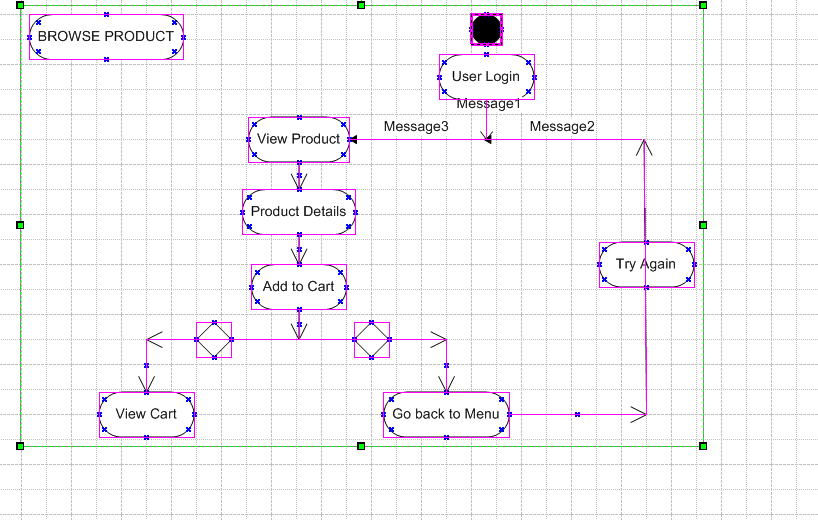 BROWSE PRODUCT
User Login
Message1
Message3
Message2
View Product
Product Details
Try Again
Add to Cart
View Cart
Go back to Menu